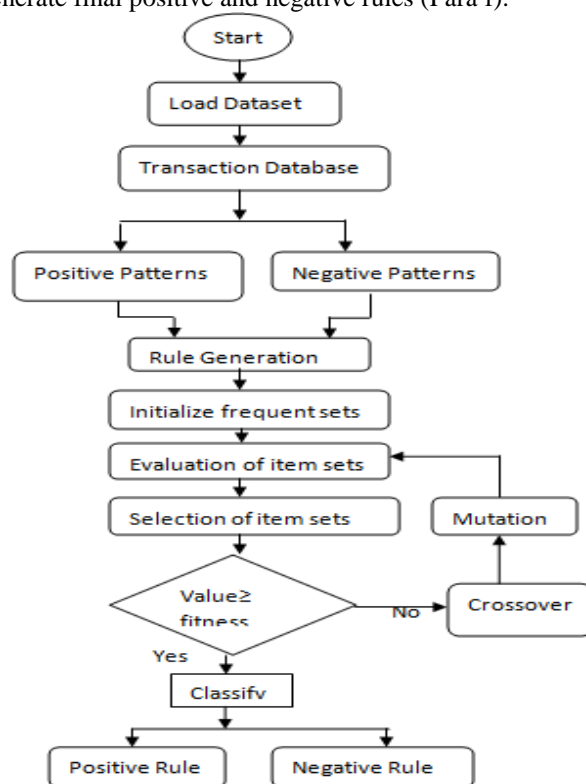 enerate final positive and negative rules (Para I).
Start
Load Dataset
Transaction Database
Positive Patterns
Negative Patterns
Rule Generation
Initialize frequent sets
Evaluation of item sets
Selection of item sets
Mutation
Value≥
fitness
No
Crossover
Yes
Classify
Positive Rule
Negative Rule